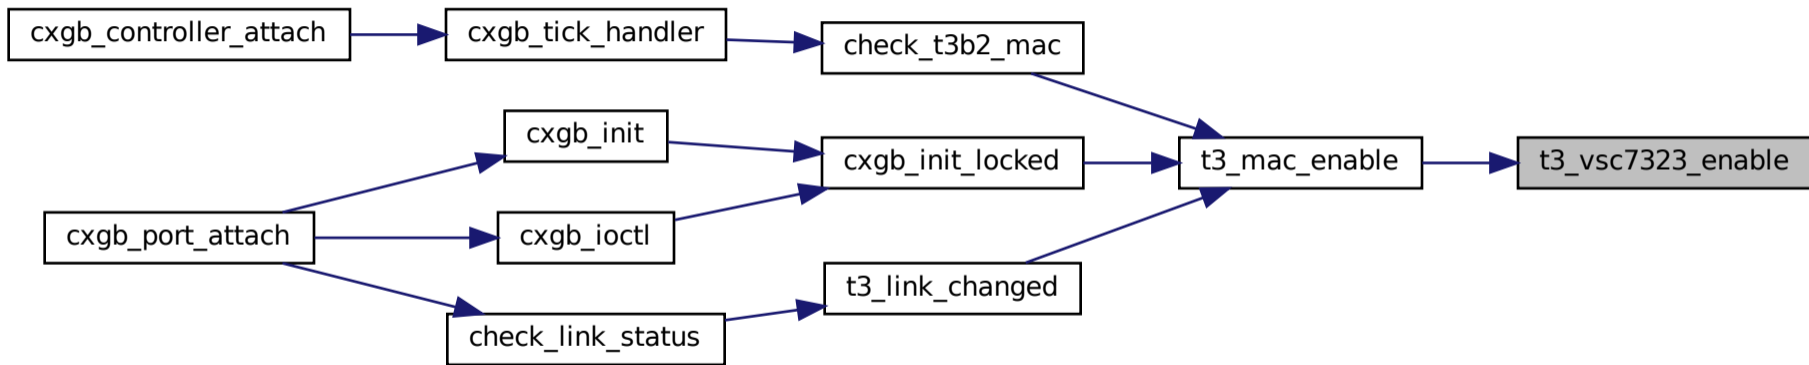 cxgb_controller_attach
cxgb_tick_handler
check_t3b2_mac
cxgb_init
cxgb_init_locked
t3_mac_enable
t3_vsc7323_enable
cxgb_port_attach
cxgb_ioctl
t3_link_changed
check_link_status